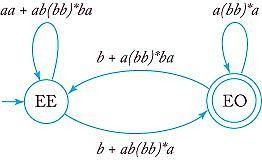 aa + ab(bb)*ba
a(bb)*a
b + a(bb)*ba
EE
EO
b + ab(bb)*a